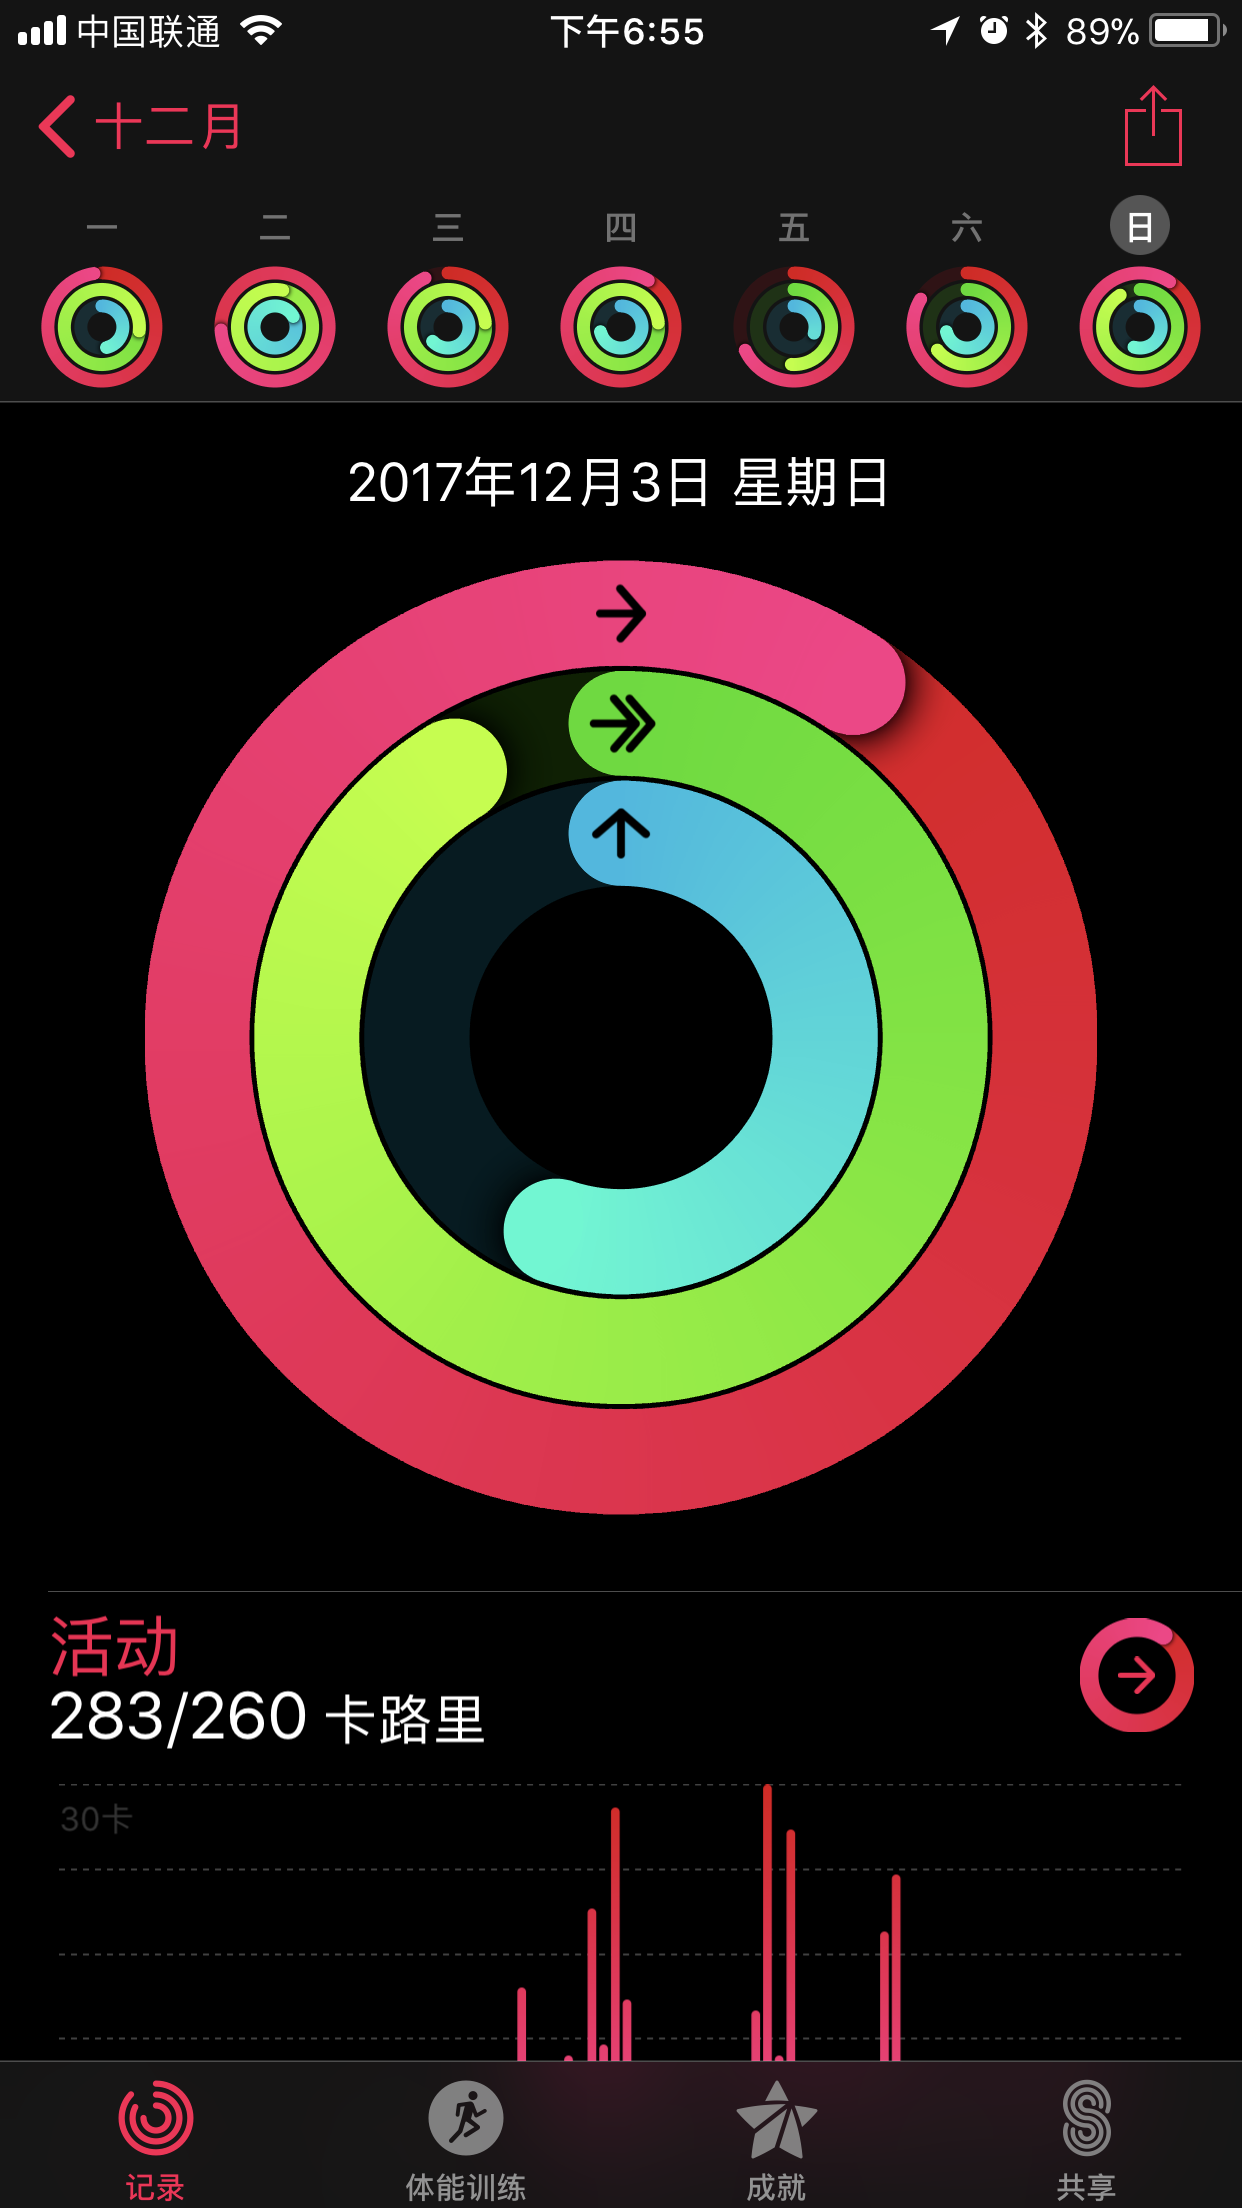 中国联通 下午6:55 89%
十二月
一 二 三 四 五 六 日
2017年12月3日 星期日
活动
283/260 卡路里
30卡
记录 体能训练 成就 共享